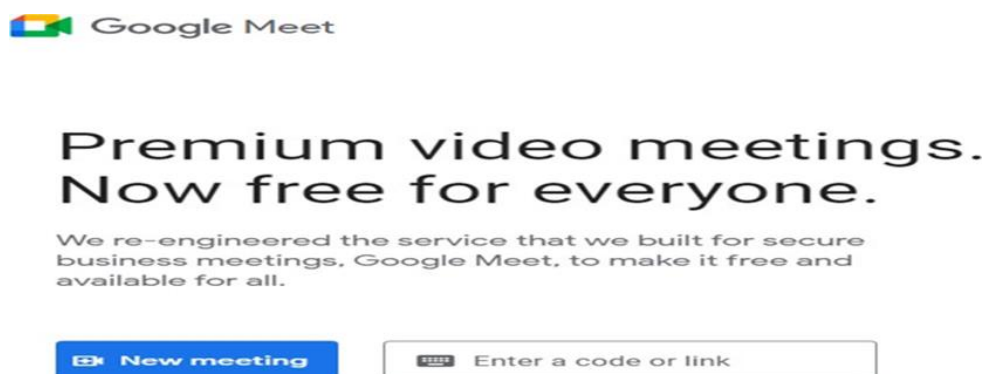 Google Meet
Premium video meetings.
Now free for everyone.
We re-engineered the service that we built for secure
business meetings, Google Meet, to make it free and
available for all.
New meeting
Enter a code or link